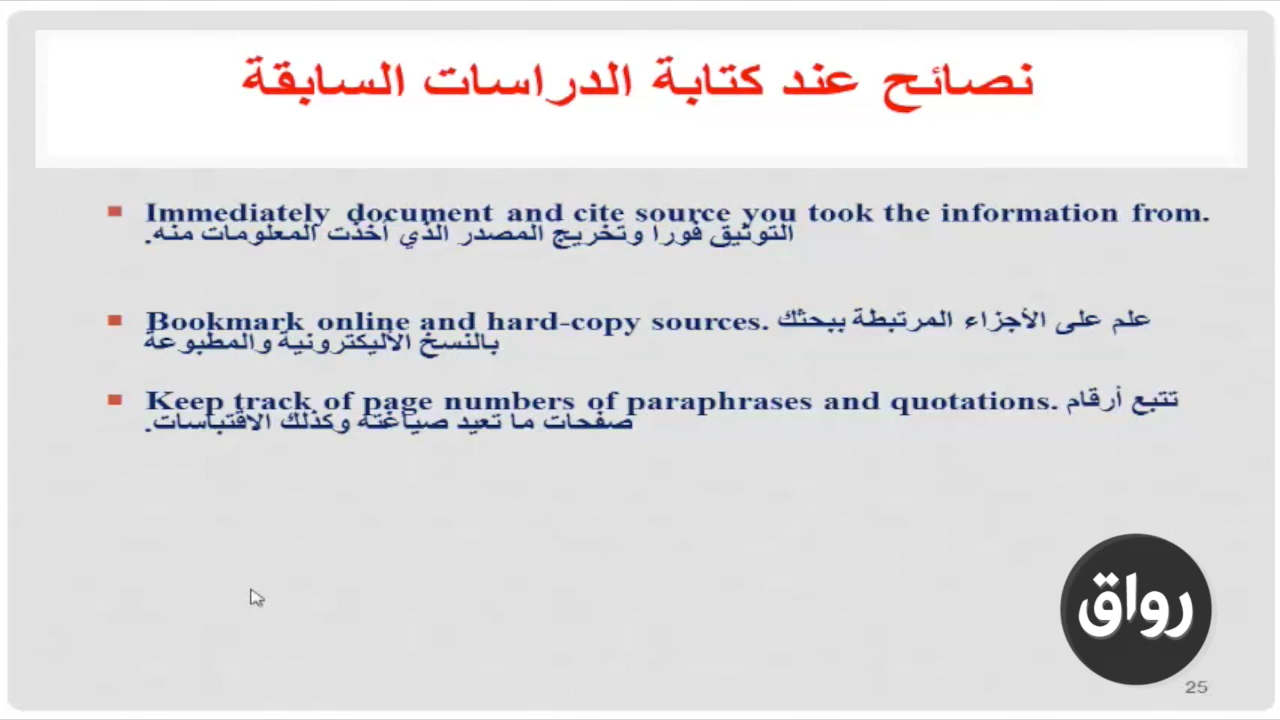 نصائح عند كتابة الدراسات السابقة
Immediately document and cite source you took the information from.
التوثيق فورا وتخريج المصدر الذي أخذت المعلومات منه.
Bookmark online and hard-copy sources. علم على الأجزاء المرتبطة ببحثك
بالنسخ الأليكترونية والمطبوعة
Keep track of page numbers of paraphrases and quotations. تتبع أرقام
صفحات ما تعيد صياغته وكذلك الاقتباسات.
رواق
25